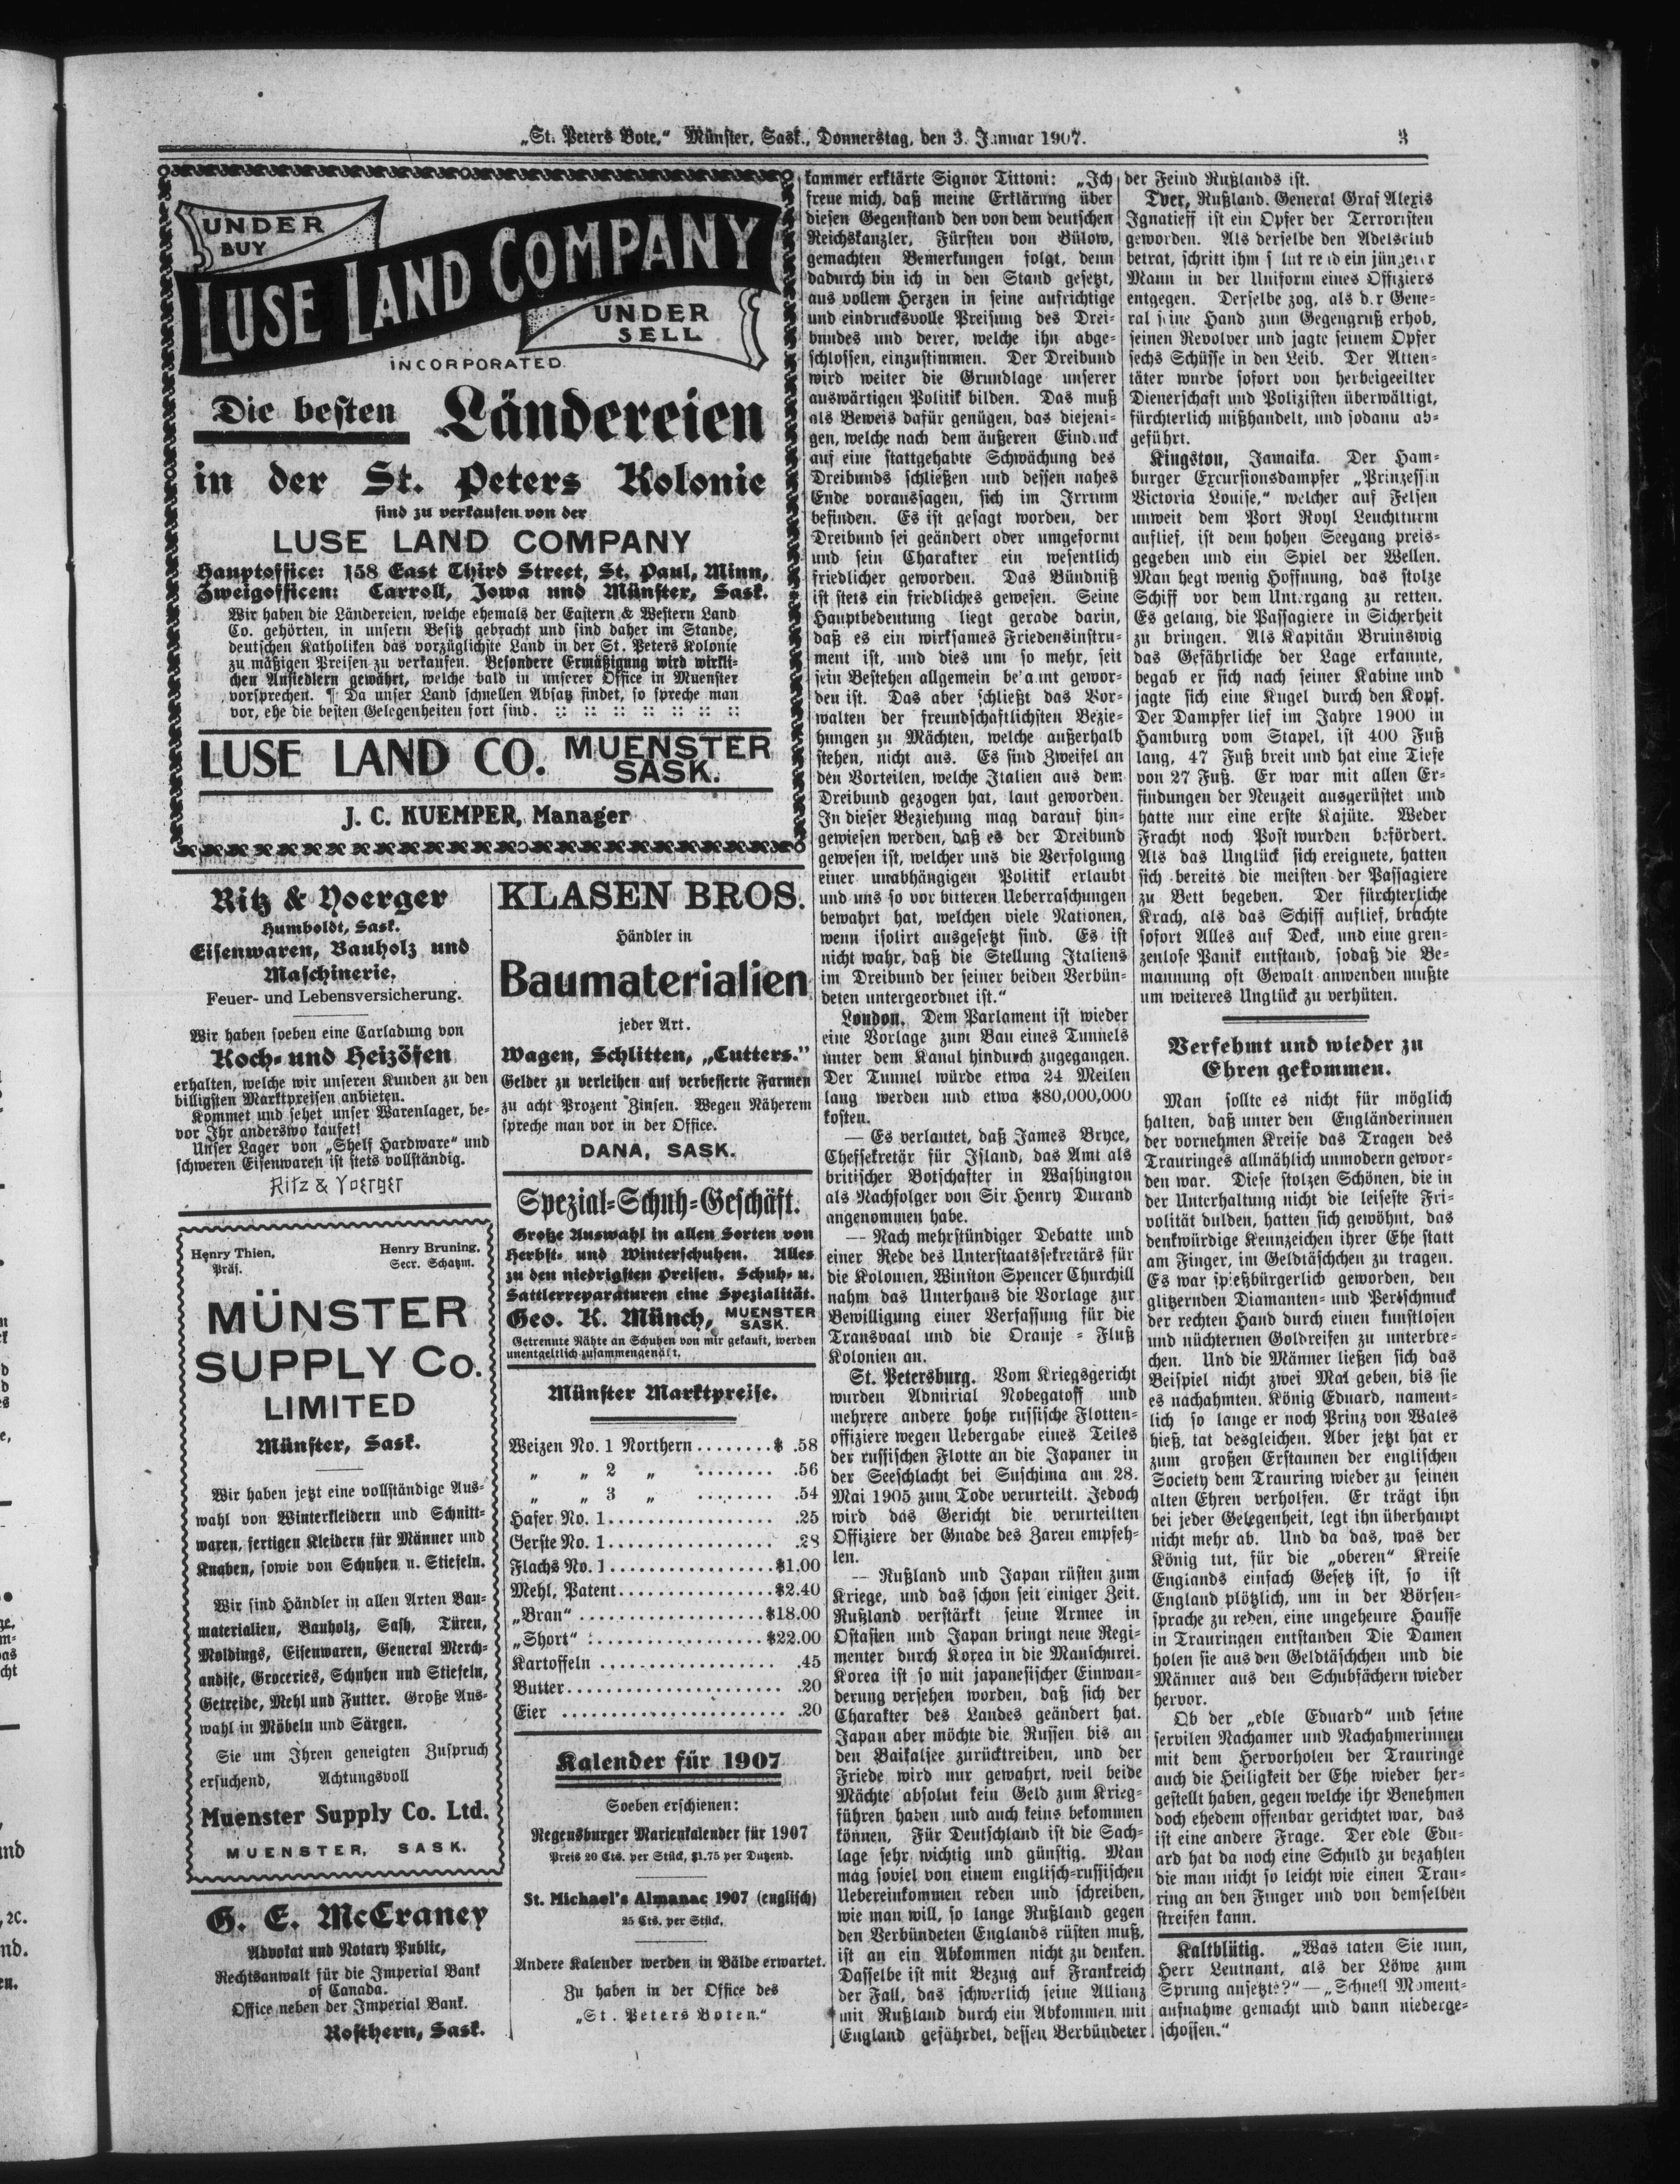 „St. Peters Bote," Münster, Sask., Donnerstag, den 3. Januar 1907.
3
UNDER
BUY
LUSE LAND COMPANY
UNDER
SELL
INCORPORATED.
Die besten Ländereien
in der St. Peters Kolonie
sind zu verkaufen von der
LUSE LAND COMPANY
Hauptoffice: 158 East Third Street, St. Paul, Minn,
Zweigofficen: Carroll, Jowa und Münster, Sask.
Wir haben die Ländereien, welche ehemals der Eastern & Western Land
Co. gehörten, in unsern Besitz gebracht und sind daher im Stande,
deutschen Katholiken das vorzüglichste Land in der St. Peters Kolonie
zu mäßigen Preisen zu verkaufen. Besondere Ermäßigung wird wirkli-
chen Ansiedlern gewährt, welche bald in unserer Office in Muenster
vorsprechen. ¶ Da unser Land schnellen Absatz findet, so spreche man
vor, ehe die besten Gelegenheiten fort sind. :: :: :: :: :: :: ::
LUSE LAND CO. MUENSTER
SASK.
J. C. KUEMPER, Manager
Ritz & Yoerger
Humboldt, Sask.
Eisenwaren, Bauholz und
Maschinerie.
Feuer- und Lebensversicherung.
Wir haben soeben eine Carladung von
Koch- und Heizöfen
erhalten, welche wir unseren Kunden zu den
billigsten Marktpreisen anbieten.
Kommet und sehet unser Warenlager, be-
vor Ihr anderswo kaufet!
Unser Lager von „Shelf Hardware" und
schweren Eisenwaren ist stets vollständig.
Ritz & Yoerger
Henry Thien,
Präs.
Henry Bruning,
Secr. Schatzm.
MÜNSTER
SUPPLY Co.
LIMITED
Münster, Sask.
Wir haben jetzt eine vollständige Aus-
wahl von Winterkleidern und Schnitt-
waren, fertigen Kleidern für Männer und
Knaben, sowie von Schuhen u. Stiefeln.
Wir sind Händler in allen Arten Bau-
materialien, Bauholz, Sash, Türen,
Moldings, Eisenwaren, General Merch-
andise, Groceries, Schuhen und Stiefeln,
Getreide, Mehl und Futter. Große Aus-
wahl in Möbeln und Särgen.
Sie um Ihren geneigten Zuspruch
ersuchend, Achtungsvoll
Muenster Supply Co. Ltd.
MUENSTER, SASK.
G. E. McCraney
Advokat und Notary Public,
Rechtsanwalt für die Imperial Bank
of Canada.
Office neben der Imperial Bank.
Rosthern, Sask.
KLASEN BROS.
Händler in
Baumaterialien
jeder Art.
Wagen, Schlitten, „Cutters."
Gelder zu verleihen auf verbesserte Farmen
zu acht Prozent Zinsen. Wegen Näherem
spreche man vor in der Office.
DANA, SASK.
Spezial-Schuh-Geschäft.
Große Auswahl in allen Sorten von
Herbst- und Winterschuhen. Alles
zu den niedrigsten Preisen. Schuh- u.
Sattlerreparaturen eine Spezialität.
Geo. K. Münch, MUENSTER
SASK.
Getrennte Nähte an Schuhen von mir gekauft, werden
unentgeltlich zusammengenäht.
Münster Marktpreise.
Weizen No. 1 Northern........$ .58
„ „ 2 „ ........ .56
„ „ 3 „ ........ .54
Hafer No. 1................. .25
Gerste No. 1................. .28
Flachs No. 1.................$1.00
Mehl, Patent................$2.40
„Bran" ...................$18.00
„Short" ..................$22.00
Kartoffeln .................. .45
Butter...................... .20
Eier ....................... .20
Kalender für 1907
Soeben erschienen:
Regensburger Marienkalender für 1907
Preis 20 Cts. per Stück, $1.75 per Dutzend.
St. Michael's Almanac 1907 (englisch)
25 Cts. per Stück.
Andere Kalender werden in Bälde erwartet.
Zu haben in der Office des
„St. Peters Boten."
kammer erklärte Signor Tittoni: „Ich
freue mich, daß meine Erklärung über
diesen Gegenstand den von dem deutschen
Reichskanzler, Fürsten von Bülow,
gemachten Bemerkungen folgt, denn
dadurch bin ich in den Stand gesetzt,
aus vollem Herzen in seine aufrichtige
und eindrucksvolle Preisung des Drei-
bundes und derer, welche ihn abge-
schlossen, einzustimmen. Der Dreibund
wird weiter die Grundlage unserer
auswärtigen Politik bilden. Das muß
als Beweis dafür genügen, das diejeni-
gen, welche nach dem äußeren Eindruck
auf eine stattgehabte Schwächung des
Dreibunds schließen und dessen nahes
Ende voraussagen, sich im Irrtum
befinden. Es ist gesagt worden, der
Dreibund sei geändert oder umgeformt
und sein Charakter ein wesentlich
friedlicher geworden. Das Bündniß
ist stets ein friedliches gewesen. Seine
Hauptbedeutung liegt gerade darin,
daß es ein wirksames Friedensinstru-
ment ist, und dies um so mehr, seit
sein Bestehen allgemein bekannt gewor-
den ist. Das aber schließt das Vor-
walten der freundschaftlichsten Bezie-
hungen zu Mächten, welche außerhalb
stehen, nicht aus. Es sind Zweifel an
den Vorteilen, welche Italien aus dem
Dreibund gezogen hat, laut geworden.
In dieser Beziehung mag darauf hin-
gewiesen werden, daß es der Dreibund
gewesen ist, welcher uns die Verfolgung
einer unabhängigen Politik erlaubt
und uns so vor bitteren Ueberraschungen
bewahrt hat, welchen viele Nationen,
wenn isolirt ausgesetzt sind. Es ist
nicht wahr, daß die Stellung Italiens
im Dreibund der seiner beiden Verbün-
deten untergeordnet ist."
London. Dem Parlament ist wieder
eine Vorlage zum Bau eines Tunnels
unter dem Kanal hindurch zugegangen.
Der Tunnel würde etwa 24 Meilen
lang werden und etwa $80,000,000
kosten.
— Es verlautet, daß James Bryce,
Chefsekretär für Island, das Amt als
britischer Botschafter in Washington
als Nachfolger von Sir Henry Durand
angenommen habe.
— Nach mehrstündiger Debatte und
einer Rede des Unterstaatssekretärs für
die Kolonien, Winston Spencer Churchill
nahm das Unterhaus die Vorlage zur
Bewilligung einer Verfassung für die
Transvaal und die Oranje - Fluß
Kolonien an.
St. Petersburg. Vom Kriegsgericht
wurden Admirial Nobegatoff und
mehrere andere hohe russische Flotten-
offiziere wegen Uebergabe eines Teiles
der russischen Flotte an die Japaner in
der Seeschlacht bei Suschima am 28.
Mai 1905 zum Tode verurteilt. Jedoch
wird das Gericht die verurteilten
Offiziere der Gnade des Zaren empfeh-
len.
— Rußland und Japan rüsten zum
Kriege, und das schon seit einiger Zeit.
Rußland verstärkt seine Armee in
Ostasien und Japan bringt neue Regi-
menter durch Korea in die Manschurei.
Korea ist so mit japanesischer Einwan-
derung versehen worden, daß sich der
Charakter des Landes geändert hat.
Japan aber möchte die Russen bis an
den Baikalsee zurücktreiben, und der
Friede wird nur gewahrt, weil beide
Mächte absolut kein Geld zum Krieg-
führen haben und auch keins bekommen
können. Für Deutschland ist die Sach-
lage sehr wichtig und günstig. Man
mag soviel von einem englisch-russischen
Uebereinkommen reden und schreiben,
wie man will, so lange Rußland gegen
den Verbündeten Englands rüsten muß,
ist an ein Abkommen nicht zu denken.
Dasselbe ist mit Bezug auf Frankreich
der Fall, das schwerlich seine Allianz
mit Rußland durch ein Abkommen mit
England gefährdet, dessen Verbündeter
der Feind Rußlands ist.
Tver, Rußland. General Graf Alexis
Ignatieff ist ein Opfer der Terroristen
geworden. Als derselbe den Adelsclub
betrat, schritt ihm ein jüngerer
Mann in der Uniform eines Offiziers
entgegen. Derselbe zog, als der Gene-
ral seine Hand zum Gegengruß erhob,
seinen Revolver und jagte seinem Opfer
sechs Schüsse in den Leib. Der Atten-
täter wurde sofort von herbeigeeilter
Dienerschaft und Polizisten überwältigt,
fürchterlich mißhandelt, und sodann ab-
geführt.
Kingston, Jamaika. Der Ham-
burger Excursionsdampfer „Prinzessin
Victoria Louise," welcher auf Felsen
unweit dem Port Royl Leuchtturm
auflief, ist dem hohen Seegang preis-
gegeben und ein Spiel der Wellen.
Man hegt wenig Hoffnung, das stolze
Schiff vor dem Untergang zu retten.
Es gelang, die Passagiere in Sicherheit
zu bringen. Als Kapitän Bruinswig
das Gefährliche der Lage erkannte,
begab er sich nach seiner Kabine und
jagte sich eine Kugel durch den Kopf.
Der Dampfer lief im Jahre 1900 in
Hamburg vom Stapel, ist 400 Fuß
lang, 47 Fuß breit und hat eine Tiefe
von 27 Fuß. Er war mit allen Er-
findungen der Neuzeit ausgerüstet und
hatte nur eine erste Kajüte. Weder
Fracht noch Post wurden befördert.
Als das Unglück sich ereignete, hatten
sich bereits die meisten der Passagiere
zu Bett begeben. Der fürchterliche
Krach, als das Schiff auflief, brachte
sofort Alles auf Deck, und eine gren-
zenlose Panik entstand, sodaß die Be-
mannung oft Gewalt anwenden mußte
um weiteres Unglück zu verhüten.
Verfehmt und wieder zu
Ehren gekommen.
Man sollte es nicht für möglich
halten, daß unter den Engländerinnen
der vornehmen Kreise das Tragen des
Trauringes allmählich unmodern gewor-
den war. Diese stolzen Schönen, die in
der Unterhaltung nicht die leiseste Fri-
volität dulden, hatten sich gewöhnt, das
denkwürdige Kennzeichen ihrer Ehe statt
am Finger, im Geldtäschchen zu tragen.
Es war spießbürgerlich geworden, den
glitzernden Diamanten- und Perlschmuck
der rechten Hand durch einen kunstlosen
und nüchternen Goldreifen zu unterbre-
chen. Und die Männer ließen sich das
Beispiel nicht zwei Mal geben, bis sie
es nachahmten. König Eduard, nament-
lich so lange er noch Prinz von Wales
hieß, tat desgleichen. Aber jetzt hat er
zum großen Erstaunen der englischen
Society dem Trauring wieder zu seinen
alten Ehren verholfen. Er trägt ihn
bei jeder Gelegenheit, legt ihn überhaupt
nicht mehr ab. Und da das, was der
König tut, für die „oberen" Kreise
Englands einfach Gesetz ist, so ist
England plötzlich, um in der Börsen-
sprache zu reden, eine ungeheure Hausse
in Trauringen entstanden Die Damen
holen sie aus den Geldtäschchen und die
Männer aus den Schubfächern wieder
hervor.
Ob der „edle Eduard" und seine
servilen Nachamer und Nachahmerinnen
mit dem Hervorholen der Trauringe
auch die Heiligkeit der Ehe wieder her-
gestellt haben, gegen welche ihr Benehmen
doch ehedem offenbar gerichtet war, das
ist eine andere Frage. Der edle Edu-
ard hat da noch eine Schuld zu bezahlen
die man nicht so leicht wie einen Trau-
ring an den Finger und von demselben
streifen kann.
Kaltblütig. „Was taten Sie nun,
Herr Leutnant, als der Löwe zum
Sprung ansetzte?" — „Schnell Moment-
aufnahme gemacht und dann niederge-
schossen."